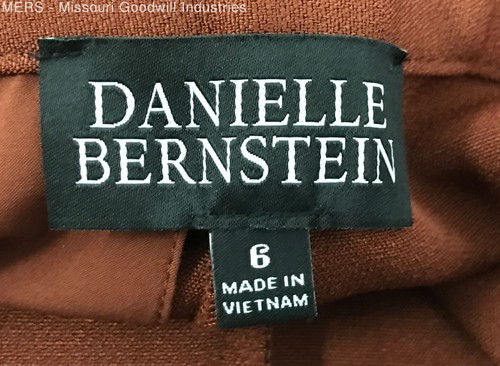 MERS - Missouri Goodwill Industries
DANIELLE
BERNSTEIN
6
MADE IN
VIETNAM